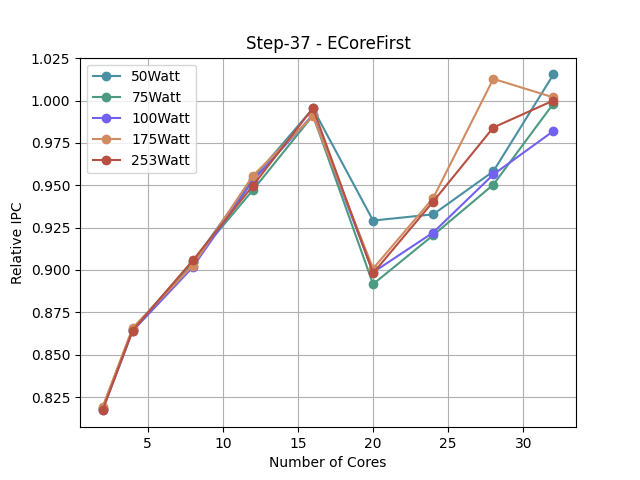 Step-37 - ECoreFirst
50Watt
75Watt
100Watt
175Watt
253Watt
1.025
1.000
0.975
0.950
0.925
0.900
0.875
0.850
0.825
Relative IPC
5 10 15 20 25 30
Number of Cores